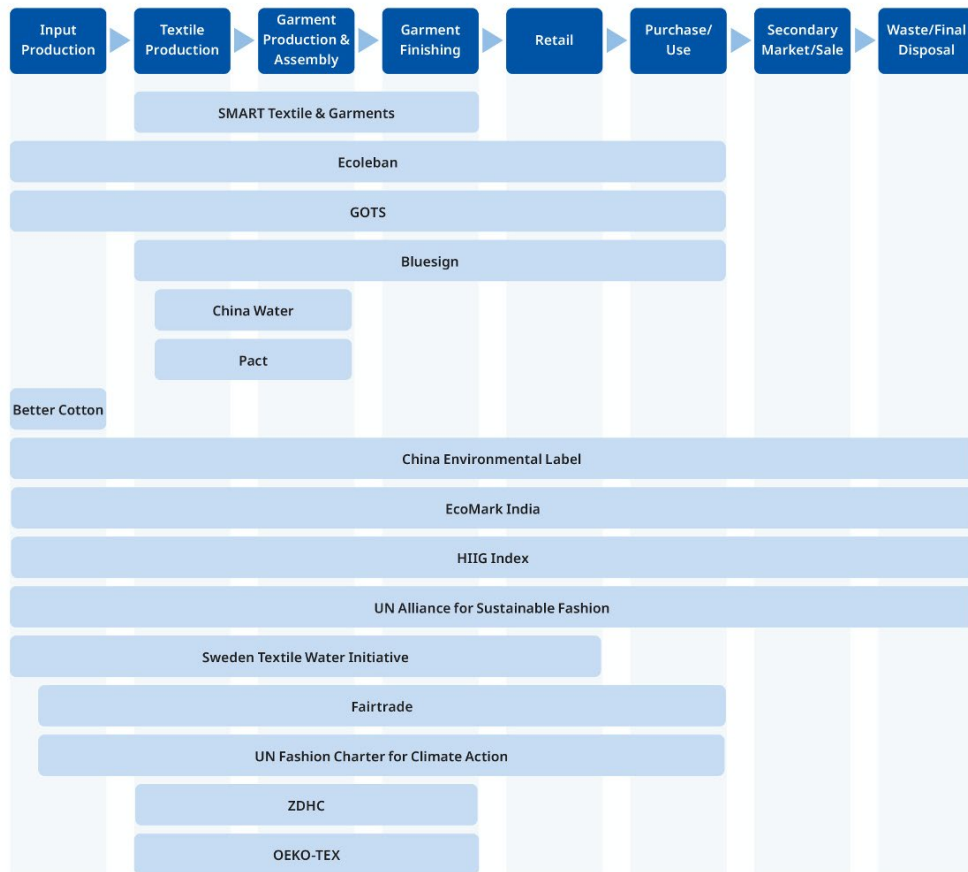 Input
Production
Textile
Production
Garment
Production &
Assembly
Garment
Finishing
Retail
Purchase/
Use
Secondary
Market/Sale
Waste/Final
Disposal
SMART Textile & Garments
Ecoleban
GOTS
Bluesign
China Water
Pact
Better Cotton
China Environmental Label
EcoMark India
HIIG Index
UN Alliance for Sustainable Fashion
Sweden Textile Water Initiative
Fairtrade
UN Fashion Charter for Climate Action
ZDHC
OEKO-TEX